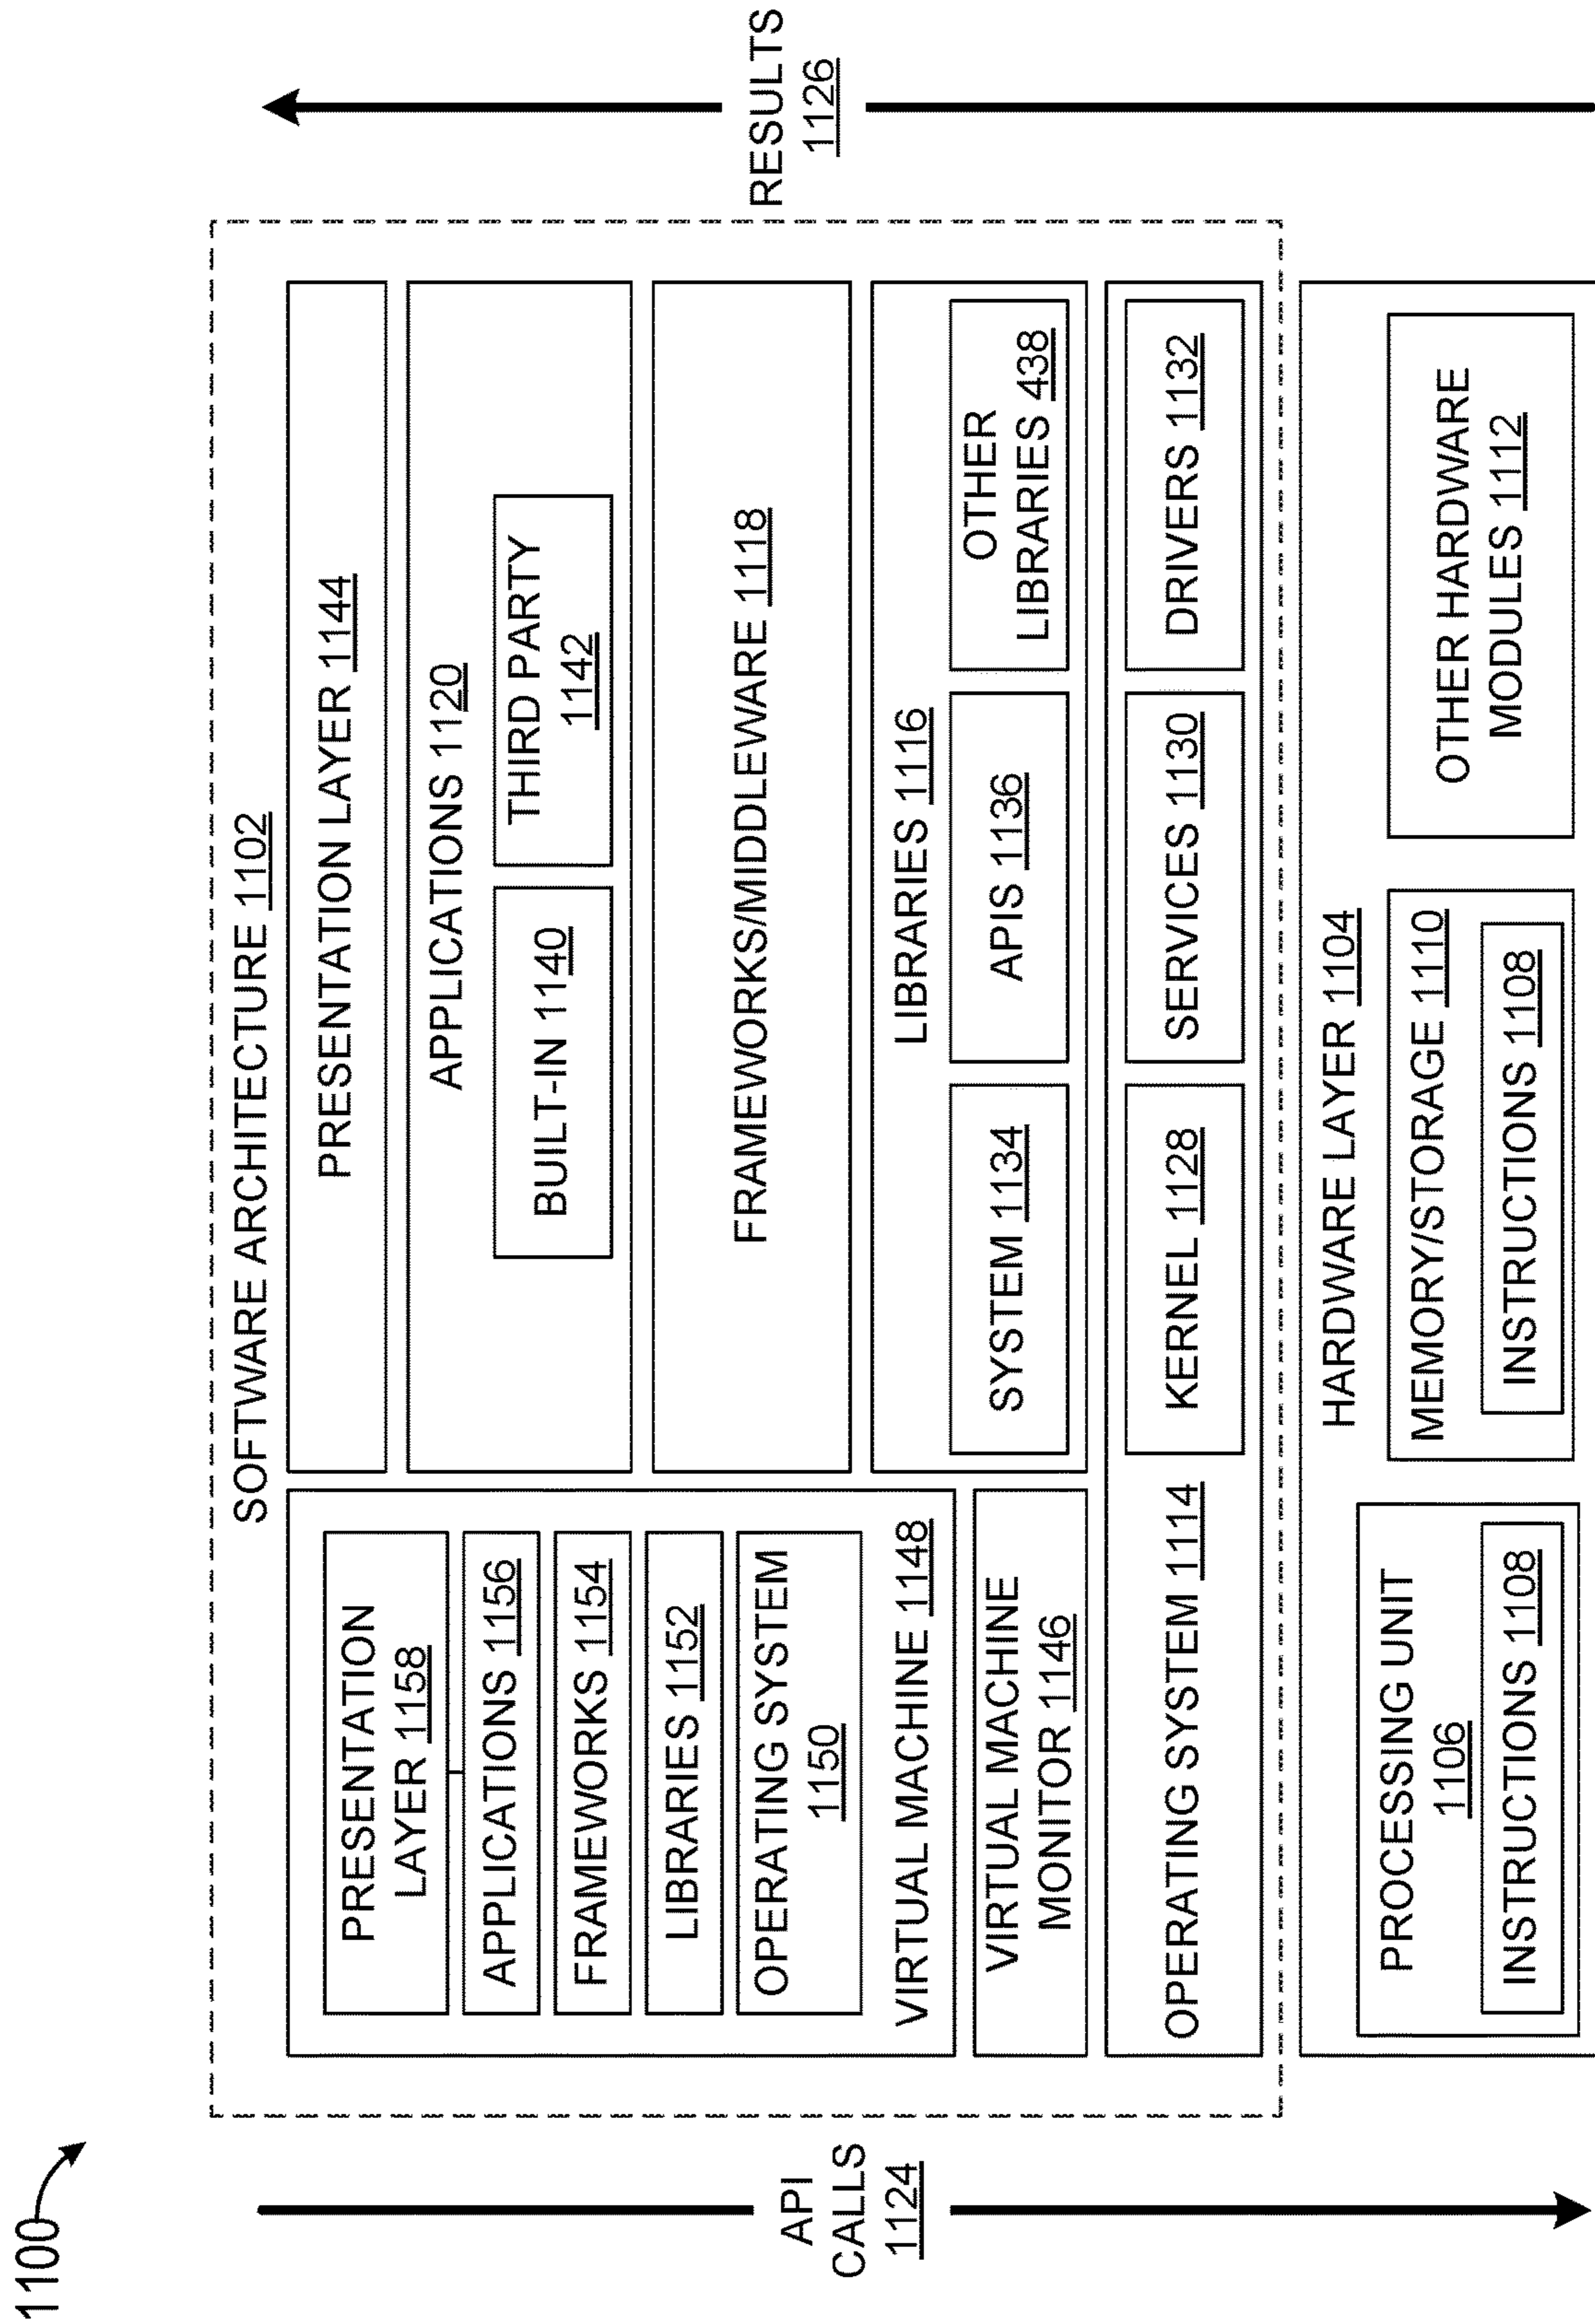 1100
SOFTWARE ARCHITECTURE 1102
PRESENTATION
LAYER 1158
APPLICATIONS 1156
FRAMEWORKS 1154
LIBRARIES 1152
OPERATING SYSTEM
1150
VIRTUAL MACHINE 1148
VIRTUAL MACHINE
MONITOR 1146
PRESENTATION LAYER 1144
APPLICATIONS 1120
BUILT-IN 1140
THIRD PARTY
1142
FRAMEWORKS/MIDDLEWARE 1118
LIBRARIES 1116
SYSTEM 1134
APIS 1136
OTHER
LIBRARIES 438
OPERATING SYSTEM 1114
KERNEL 1128
SERVICES 1130
DRIVERS 1132
HARDWARE LAYER 1104
PROCESSING UNIT
1106
INSTRUCTIONS 1108
MEMORY/STORAGE 1110
INSTRUCTIONS 1108
OTHER HARDWARE
MODULES 1112
API
CALLS
1124
RESULTS
1126